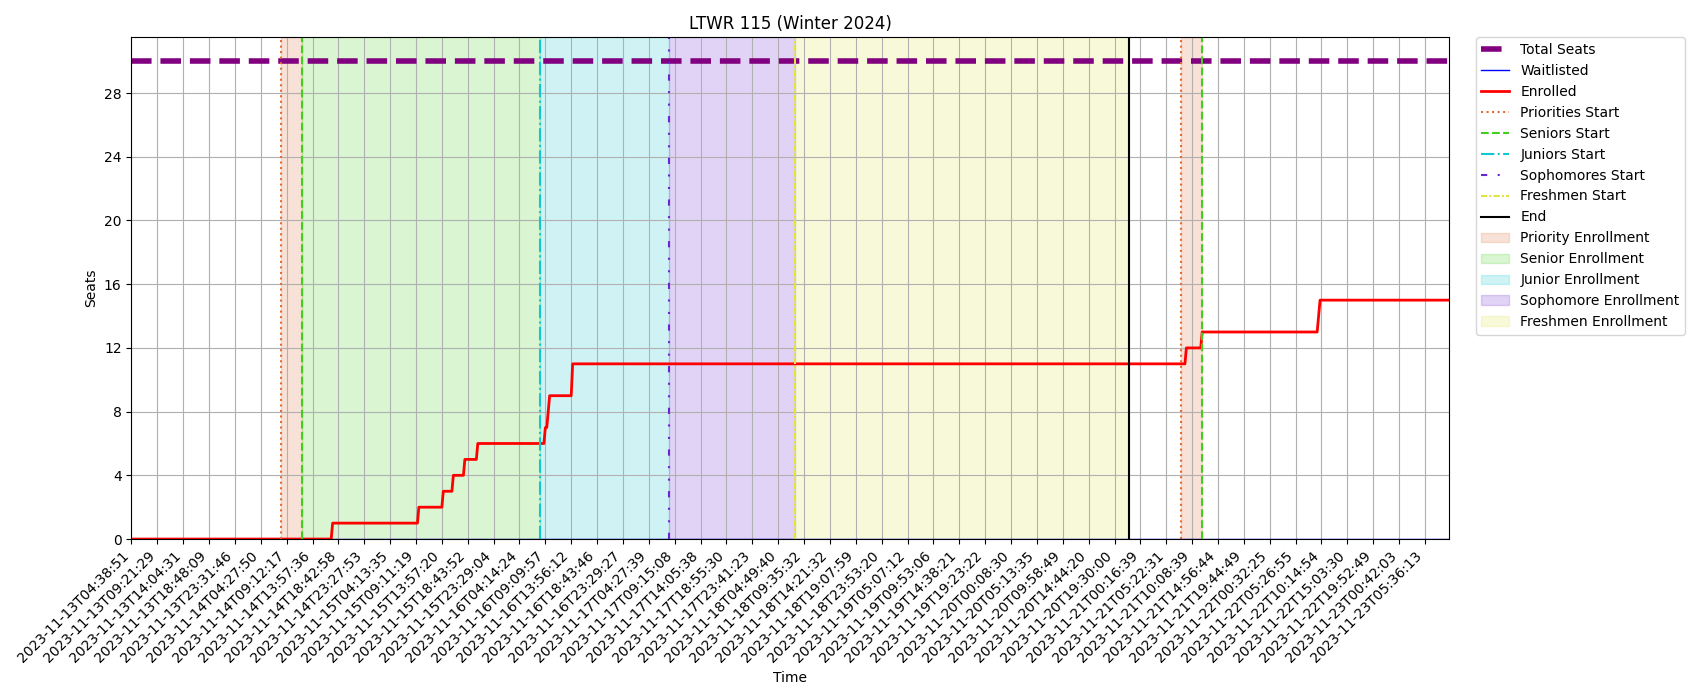 LTWR 115 (Winter 2024)
Seats
28
24
20
16
12
8
4
0
2023-11-13T04:38:51
2023-11-13T09:21:29
2023-11-13T14:04:31
2023-11-13T18:48:09
2023-11-13T23:31:46
2023-11-14T04:27:50
2023-11-14T09:12:17
2023-11-14T13:57:36
2023-11-14T18:42:58
2023-11-14T23:27:53
2023-11-15T04:13:35
2023-11-15T09:11:19
2023-11-15T13:57:20
2023-11-15T18:43:52
2023-11-15T23:29:04
2023-11-16T04:14:24
2023-11-16T09:09:57
2023-11-16T13:56:12
2023-11-16T18:43:46
2023-11-16T23:29:27
2023-11-17T04:27:39
2023-11-17T09:15:08
2023-11-17T14:05:38
2023-11-17T18:55:30
2023-11-17T23:41:23
2023-11-18T04:49:40
2023-11-18T09:35:32
2023-11-18T14:21:32
2023-11-18T19:07:59
2023-11-18T23:53:20
2023-11-19T05:07:12
2023-11-19T09:53:06
2023-11-19T14:38:21
2023-11-19T19:23:22
2023-11-20T00:08:30
2023-11-20T05:13:35
2023-11-20T09:58:49
2023-11-20T14:44:20
2023-11-20T19:30:00
2023-11-21T00:16:39
2023-11-21T05:22:31
2023-11-21T10:08:39
2023-11-21T14:56:44
2023-11-21T19:44:49
2023-11-22T00:32:25
2023-11-22T05:26:55
2023-11-22T10:14:54
2023-11-22T15:03:30
2023-11-22T19:52:49
2023-11-23T00:42:03
2023-11-23T05:36:13
Time
Total Seats
Waitlisted
Enrolled
Priorities Start
Seniors Start
Juniors Start
Sophomores Start
Freshmen Start
End
Priority Enrollment
Senior Enrollment
Junior Enrollment
Sophomore Enrollment
Freshmen Enrollment